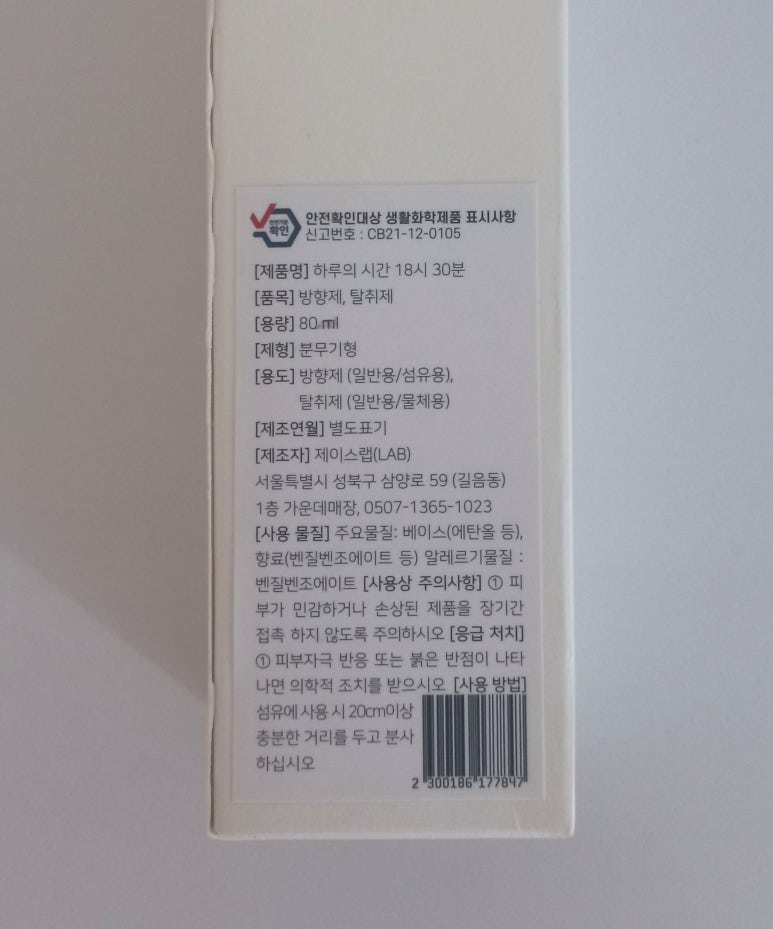 안전기준
확인
안전확인대상 생활화학제품 표시사항
신고번호 : CB21-12-0105
[제품명] 하루의 시간 18시 30분
[품목] 방향제, 탈취제
[용량] 80 ml
[제형] 분무기형
[용도] 방향제 (일반용/섬유용),
탈취제 (일반용/물체용)
[제조연월] 별도표기
[제조자] 제이스랩(LAB)
서울특별시 성북구 삼양로 59 (길음동)
1층 가운데매장, 0507-1365-1023
[사용 물질] 주요물질: 베이스(에탄올 등),
향료(벤질벤조에이트 등) 알레르기물질 :
벤질벤조에이트 [사용상 주의사항] ① 피
부가 민감하거나 손상된 제품을 장기간
접촉 하지 않도록 주의하시오 [응급 처치]
① 피부자극 반응 또는 붉은 반점이 나타
나면 의학적 조치를 받으시오 [사용 방법]
섬유에 사용 시 20cm이상
충분한 거리를 두고 분사
하십시오
2 300186 177847